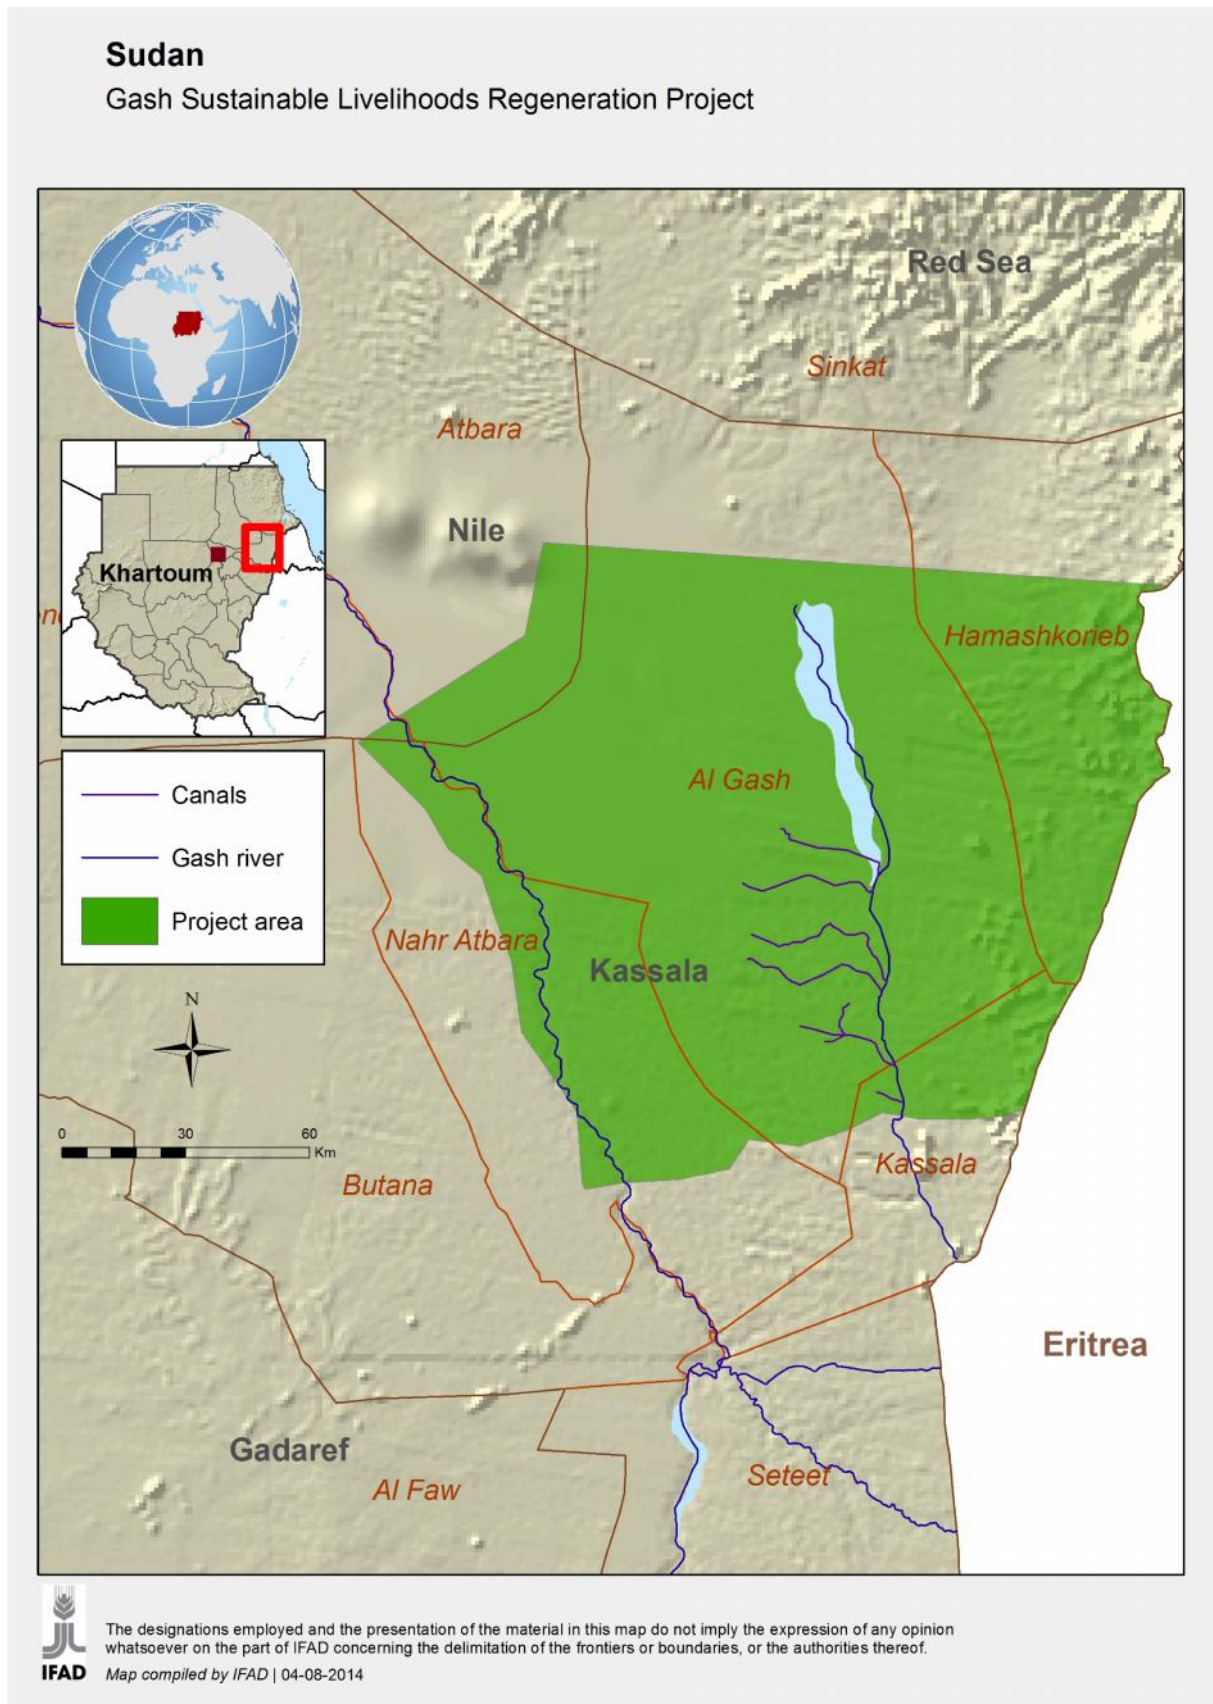 Sudan
Gash Sustainable Livelihoods Regeneration Project
Red Sea
Sinkat
Atbara
Nile
Khartoum
Hamashkorieb
Al Gash
Canals
Gash river
Project area
Nahr Atbara
Kassala
N
0 30 60
Km
Butana
Kassala
Eritrea
Gadaref
Al Faw
Seteet
The designations employed and the presentation of the material in this map do not imply the expression of any opinion
whatsoever on the part of IFAD concerning the delimitation of the frontiers or boundaries, or the authorities thereof.
IFAD
Map compiled by IFAD | 04-08-2014